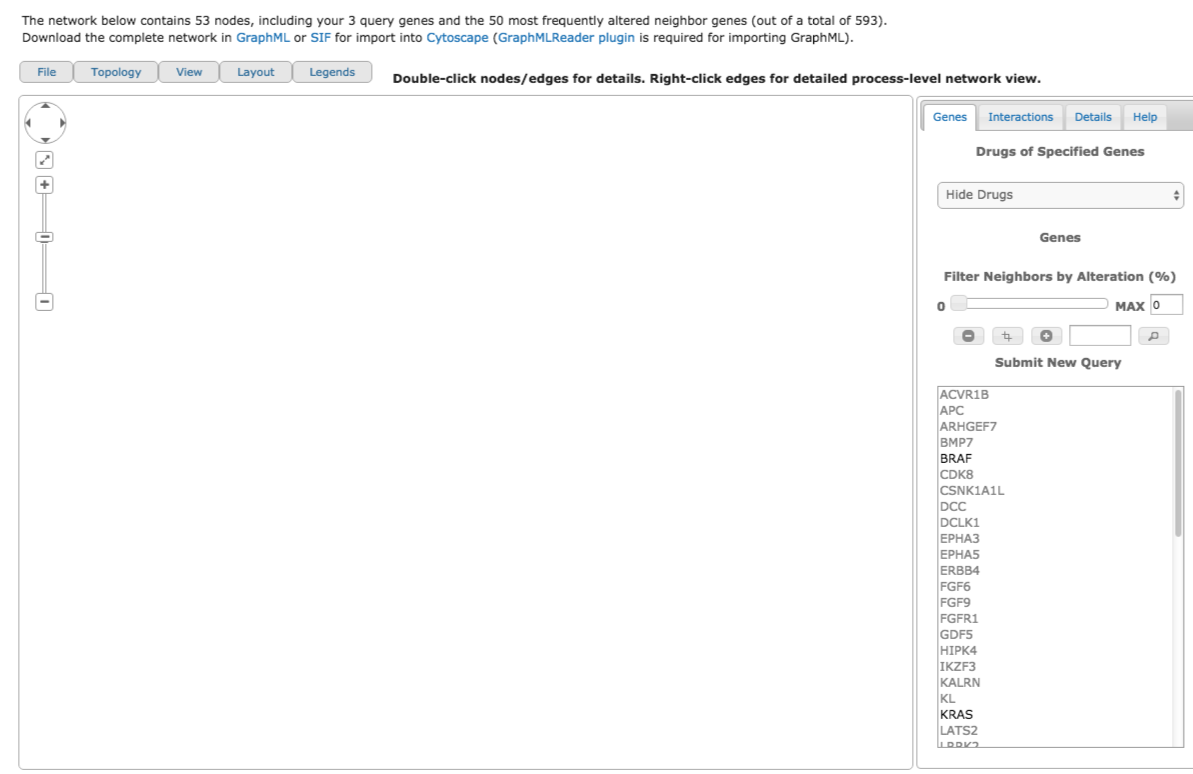 The network below contains 53 nodes, including your 3 query genes and the 50 most frequently altered neighbor genes (out of a total of 593).
Download the complete network in GraphML or SIF for import into Cytoscape (GraphMLReader plugin is required for importing GraphML).
File Topology View Layout Legends Double-click nodes/edges for details. Right-click edges for detailed process-level network view.
Genes Interactions Details Help
Drugs of Specified Genes
Hide Drugs
Genes
Filter Neighbors by Alteration (%)
0 MAX 0
Submit New Query
ACVR1B
APC
ARHGEF7
BMP7
BRAF
CDK8
CSNK1A1L
DCC
DCLK1
EPHA3
EPHA5
ERBB4
FGF6
FGF9
FGFR1
GDF5
HIPK4
IKZF3
KALRN
KL
KRAS
LATS2